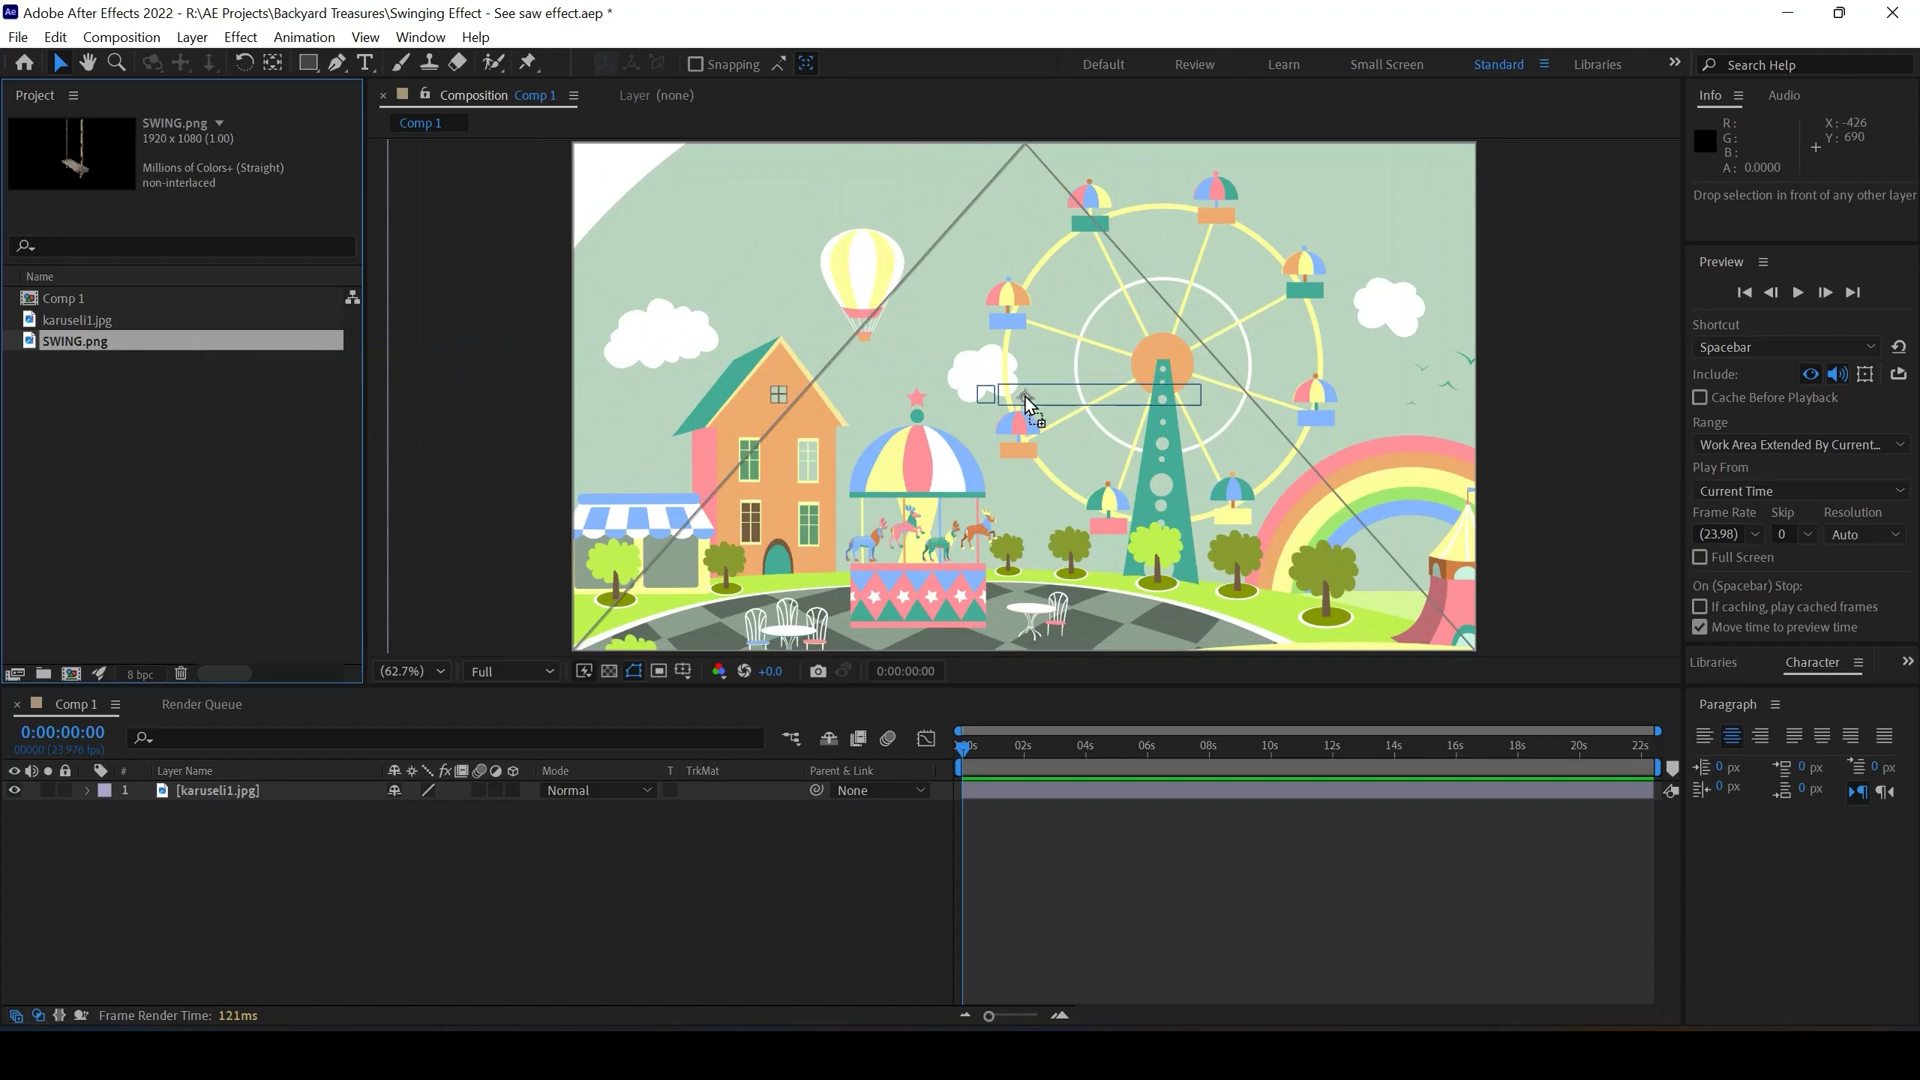 Ae Adobe After Effects 2022 - R:\AE Projects\Backyard Treasures\Swinging Effect - See saw effect.aep *
File Edit Composition Layer Effect Animation View Window Help
Snapping Default Review Learn Small Screen Standard Libraries Search Help
Project
SWING.png
1920 x 1080 (1.00)
Millions of Colors+ (Straight)
non-interlaced
Name
Comp 1
karuseli1.jpg
SWING.png
8 bpc
Composition Comp 1 Layer (none)
Comp 1
(62.7%) Full +0.0 0:00:00:00
Info Audio
R: X: -426
G: Y: 690
B:
A: 0.0000
Drop selection in front of any other layer
Preview
Shortcut
Spacebar
Include:
Cache Before Playback
Range
Work Area Extended By Current...
Play From
Current Time
Frame Rate Skip Resolution
(23.98) 0 Auto
Full Screen
On (Spacebar) Stop:
If caching, play cached frames
Move time to preview time
Libraries Character
Paragraph
0 px 0 px 0 px
0 px 0 px
Comp 1 Render Queue
0:00:00:00
00000 (23.976 fps)
02s 04s 06s 08s 10s 12s 14s 16s 18s 20s 22s
# Layer Name fx Mode T TrkMat Parent & Link
1 [karuseli1.jpg] Normal None
Frame Render Time: 121ms